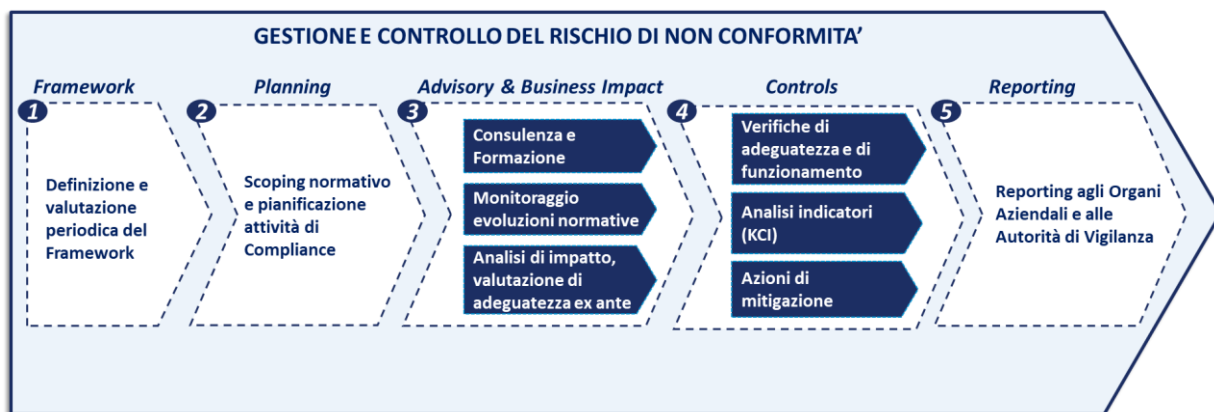 GESTIONE E CONTROLLO DEL RISCHIO DI NON CONFORMITA’
Framework
1
Definizione e
valutazione
periodica del
Framework
Planning
2
Scoping normativo
e pianificazione
attività di
Compliance
Advisory & Business Impact
3
Consulenza e
Formazione
Monitoraggio
evoluzioni normative
Analisi di impatto,
valutazione di
adeguatezza ex ante
Controls
4
Verifiche di
adeguatezza e di
funzionamento
Analisi indicatori
(KCI)
Azioni di
mitigazione
Reporting
5
Reporting agli Organi
Aziendali e alle
Autorità di Vigilanza